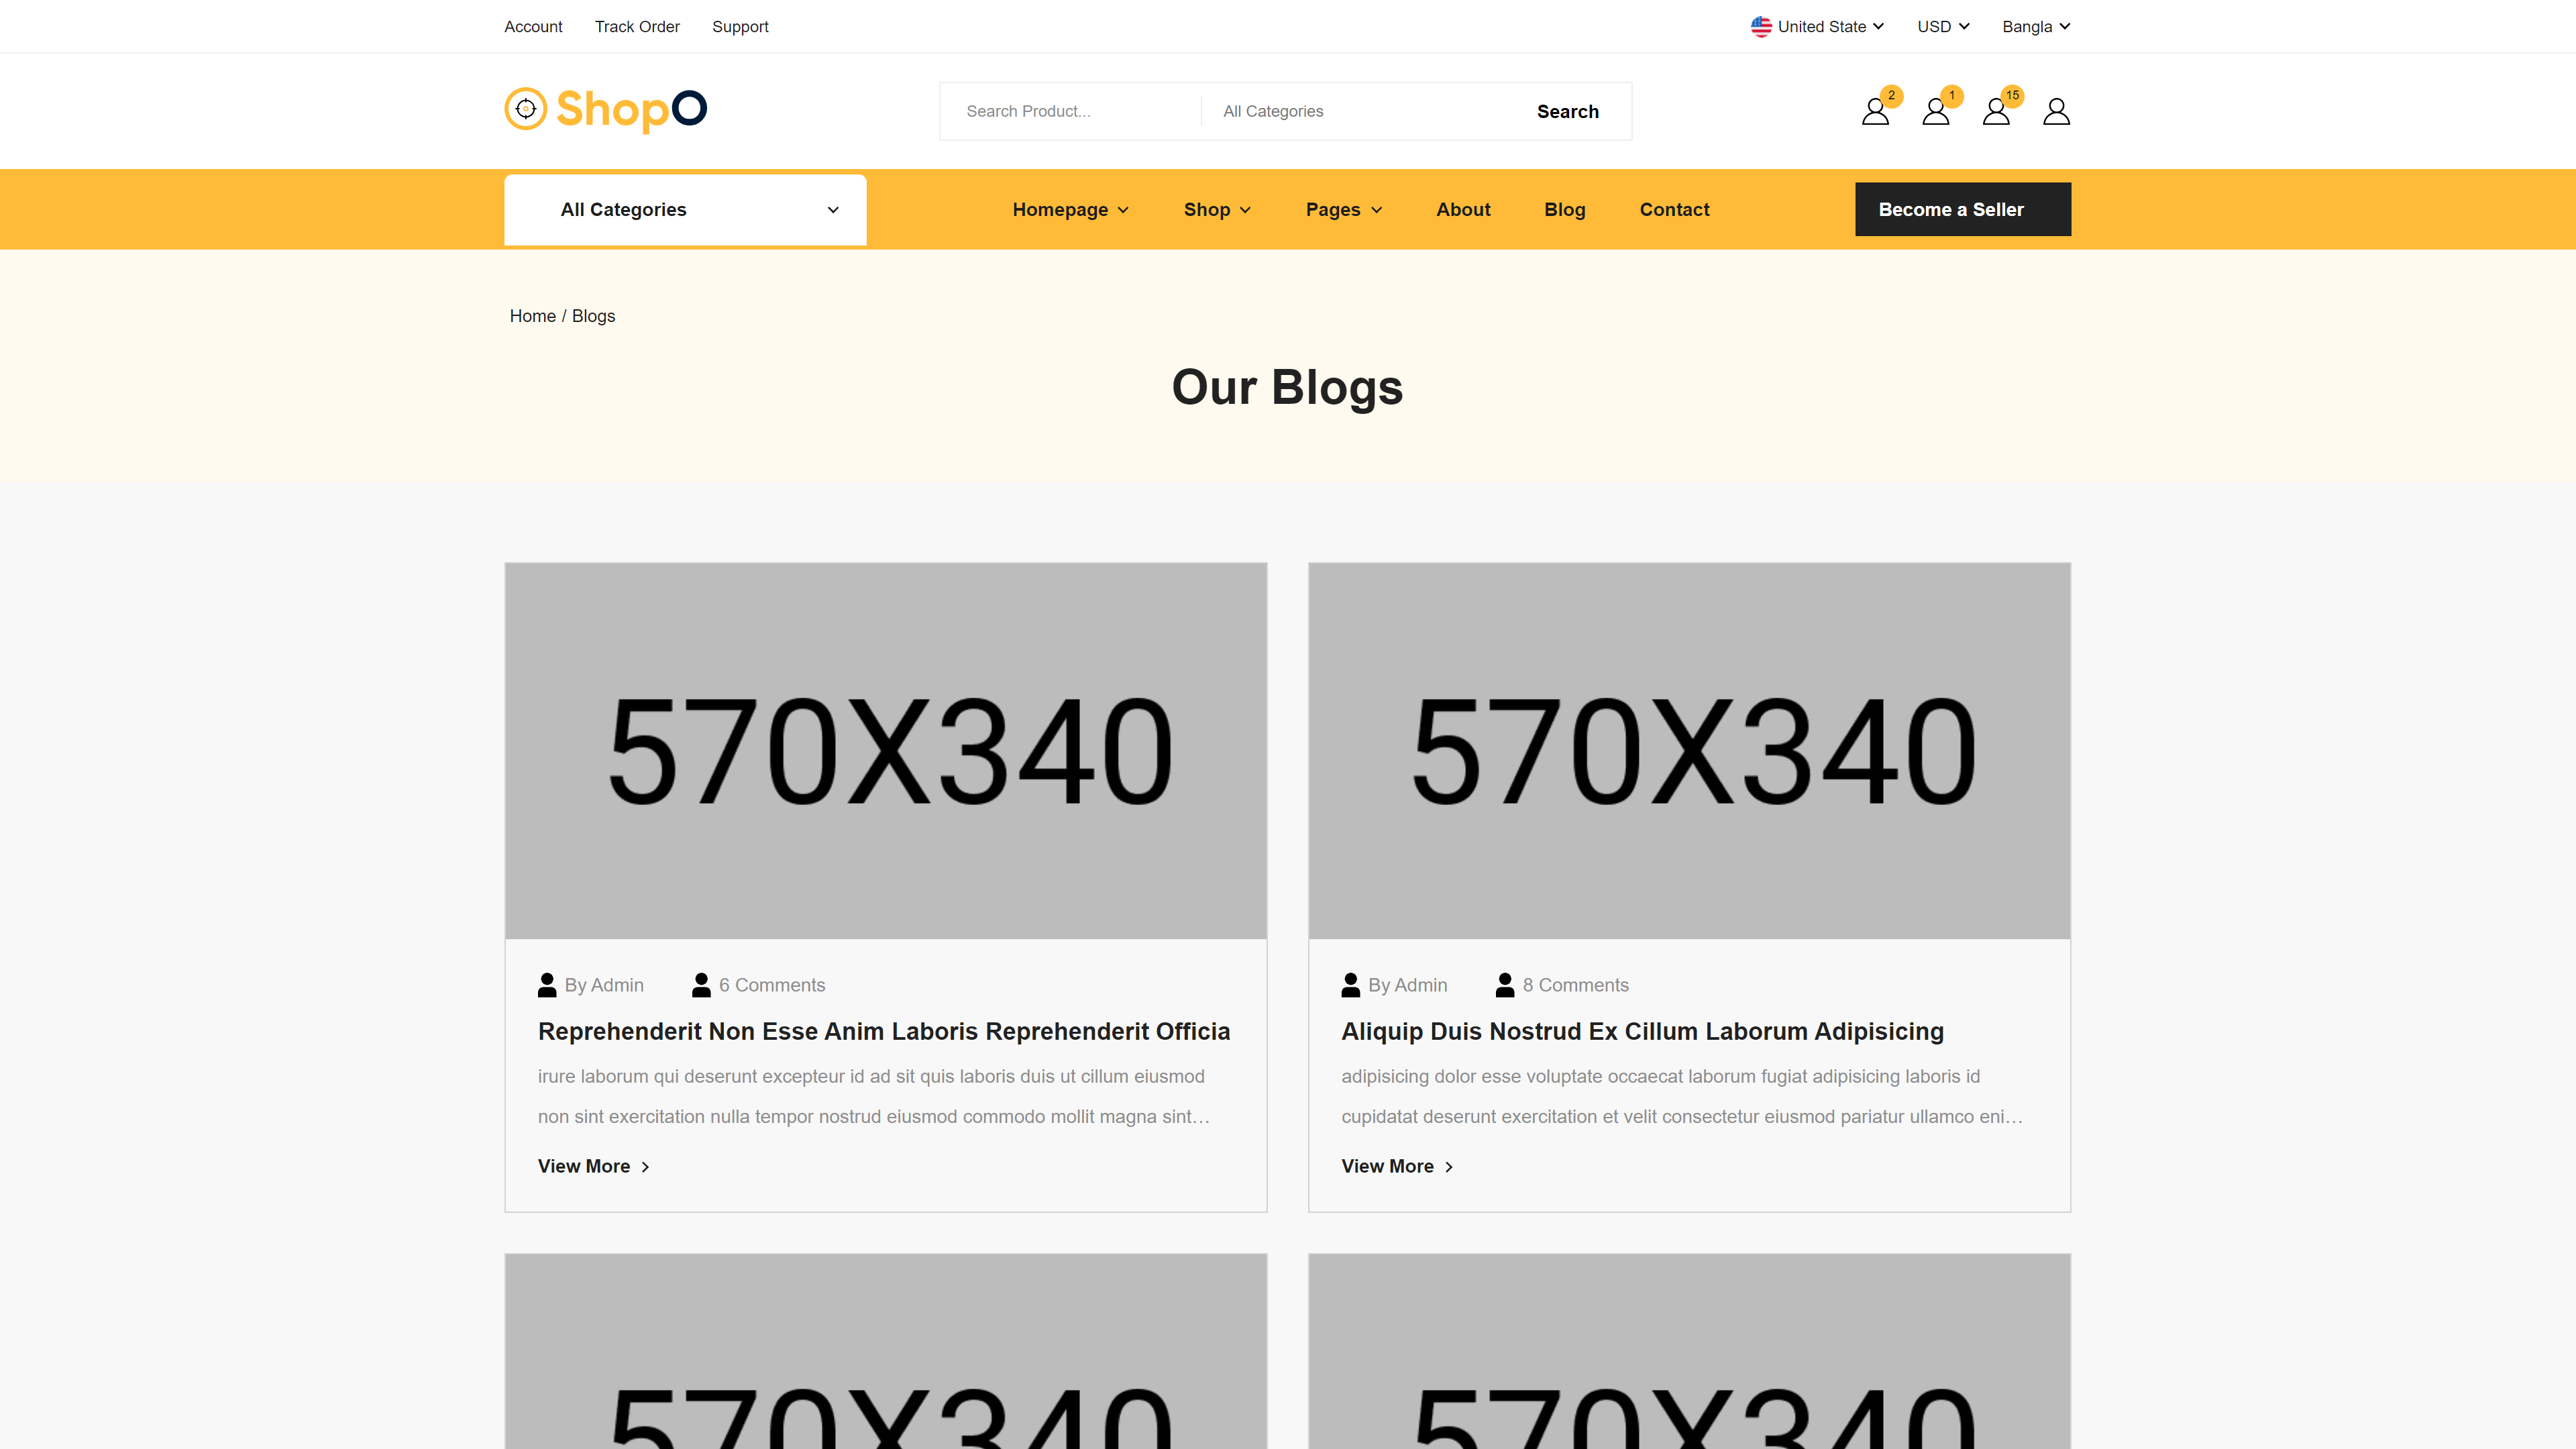 Account Track Order Support United State USD Bangla
ShopO Search Product... All Categories Search 2 1 15
All Categories Homepage Shop Pages About Blog Contact Become a Seller
Home / Blogs
Our Blogs
570X340 570X340
By Admin 6 Comments
Reprehenderit Non Esse Anim Laboris Reprehenderit Officia
irure laborum qui deserunt excepteur id ad sit quis laboris duis ut cillum eiusmod
non sint exercitation nulla tempor nostrud eiusmod commodo mollit magna sint...
View More
By Admin 8 Comments
Aliquip Duis Nostrud Ex Cillum Laborum Adipisicing
adipisicing dolor esse voluptate occaecat laborum fugiat adipisicing laboris id
cupidatat deserunt exercitation et velit consectetur eiusmod pariatur ullamco eni...
View More
570X340 570X340